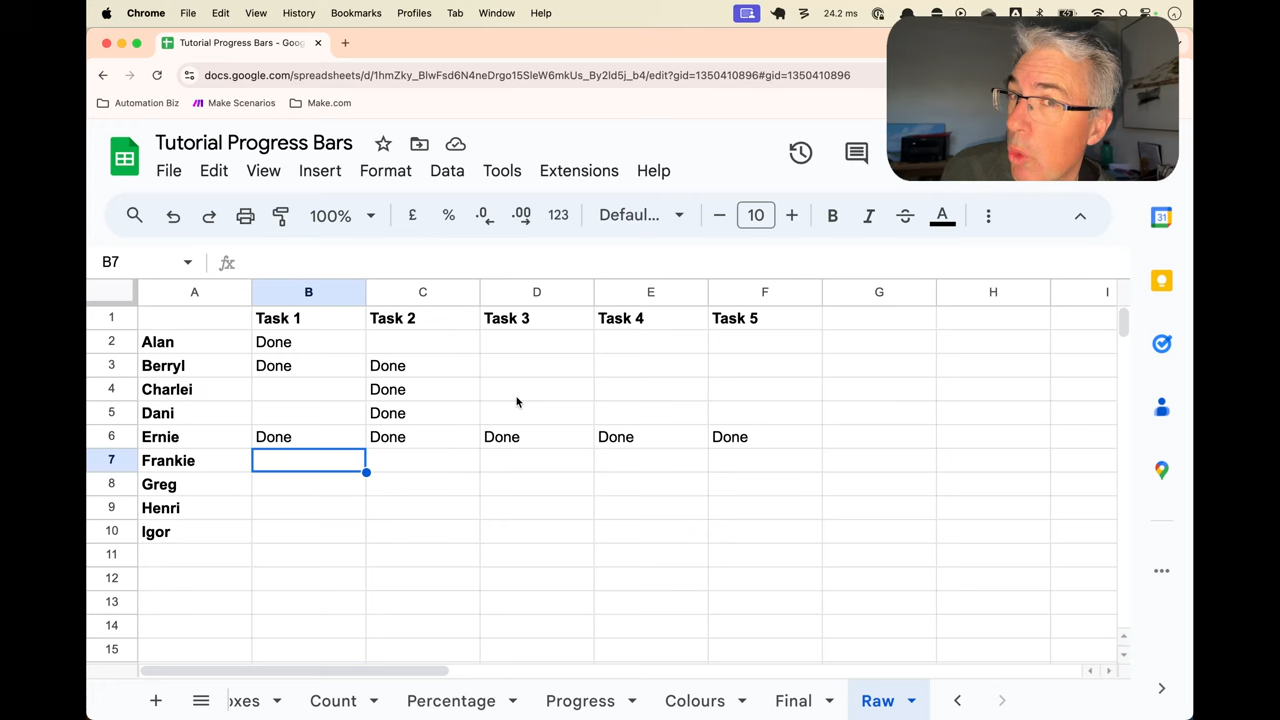 Chrome File Edit View History Bookmarks Profiles Tab Window Help 24.2 ms
Tutorial Progress Bars - Goog
docs.google.com/spreadsheets/d/1hmZky_BlwFsd6N4neDrgo15SleW6mkUs_By2ld5j_b4/edit?gid=1350410896#gid=1350410896
Automation Biz Make Scenarios Make.com
Tutorial Progress Bars
File Edit View Insert Format Data Tools Extensions Help
100% £ % .0 .00 123 Defaul... 10 B I S A
B7 fx
A B C D E F G H I
1 Task 1 Task 2 Task 3 Task 4 Task 5
2 Alan Done
3 Berryl Done Done
4 Charlei Done
5 Dani Done
6 Ernie Done Done Done Done Done
7 Frankie
8 Greg
9 Henri
10 Igor
11
12
13
14
15
oxes Count Percentage Progress Colours Final Raw
31